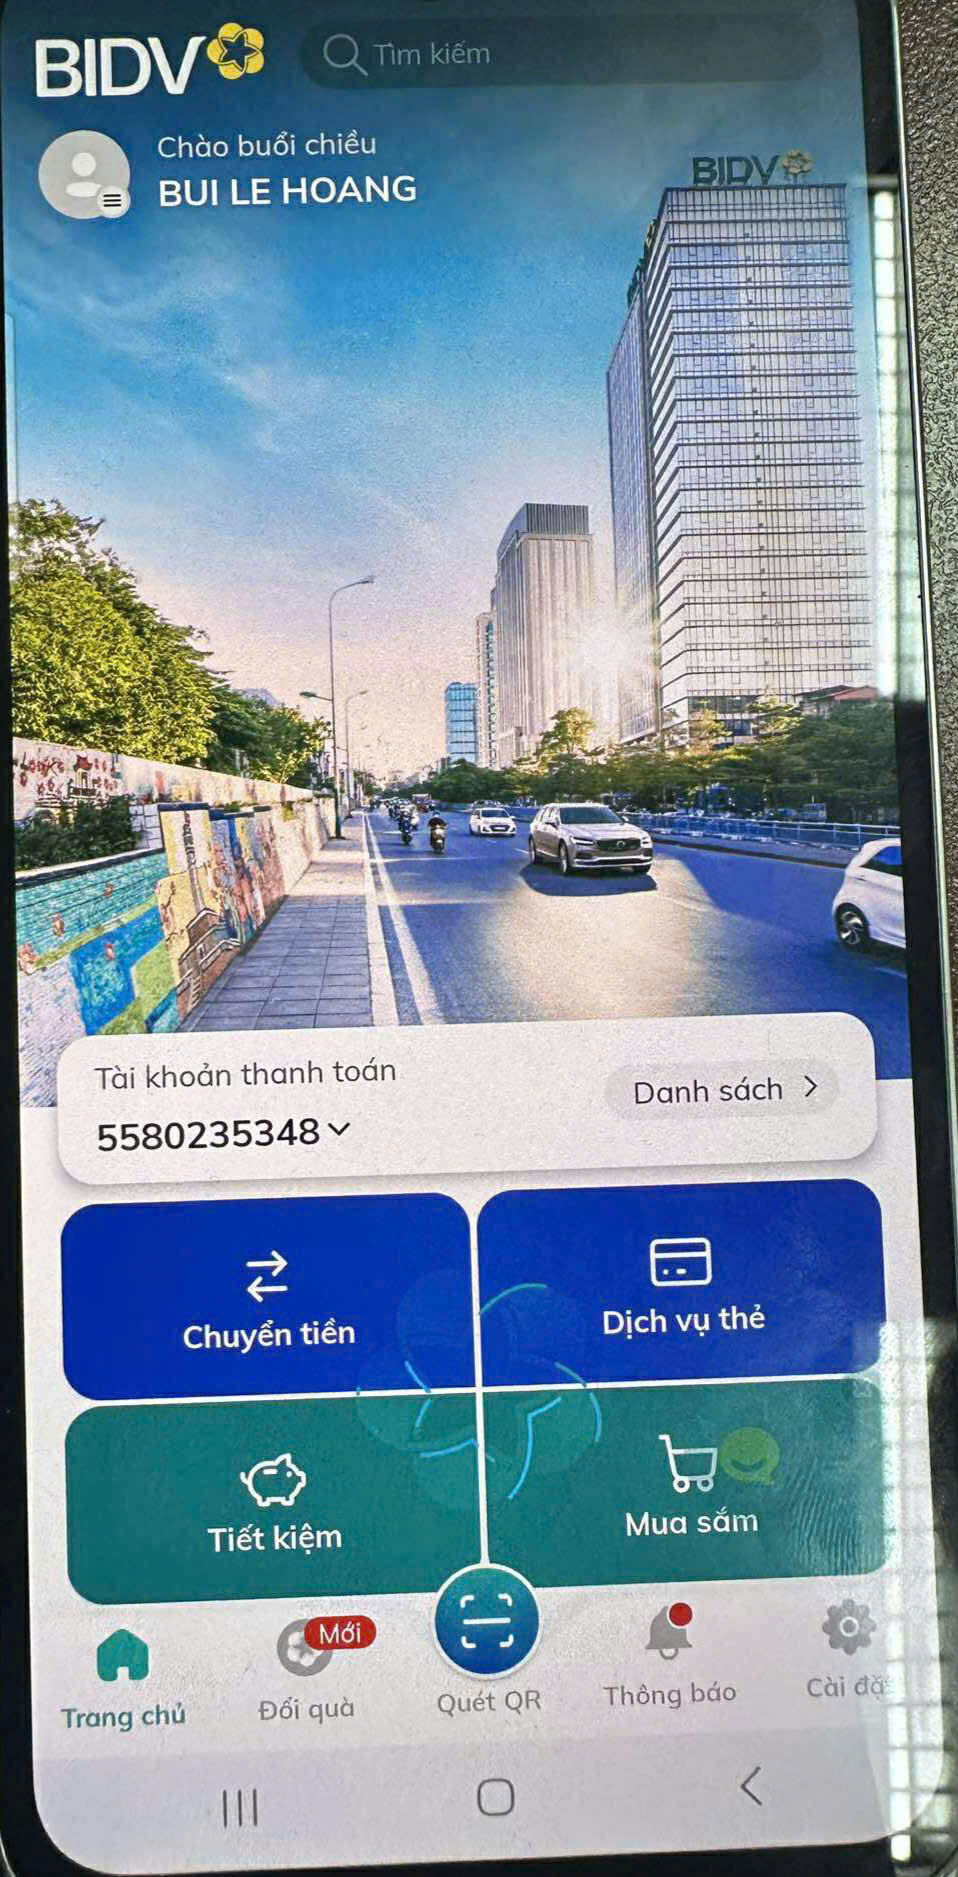 BIDV
Tìm kiếm
Chào buổi chiều
BUI LE HOANG
BIDV
Tài khoản thanh toán
5580235348
Danh sách
Chuyển tiền
Dịch vụ thẻ
Tiết kiệm
Mua sắm
Mới
Trang chủ
Đổi quà
Quét QR
Thông báo
Cài đặ